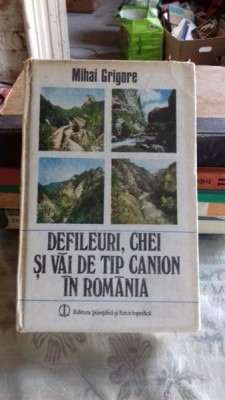 Mihai Grigore
DEFILEURI, CHEI
ȘI VĂI DE TIP CANION
ÎN ROMÂNIA
Editura Științifică și Enciclopedică